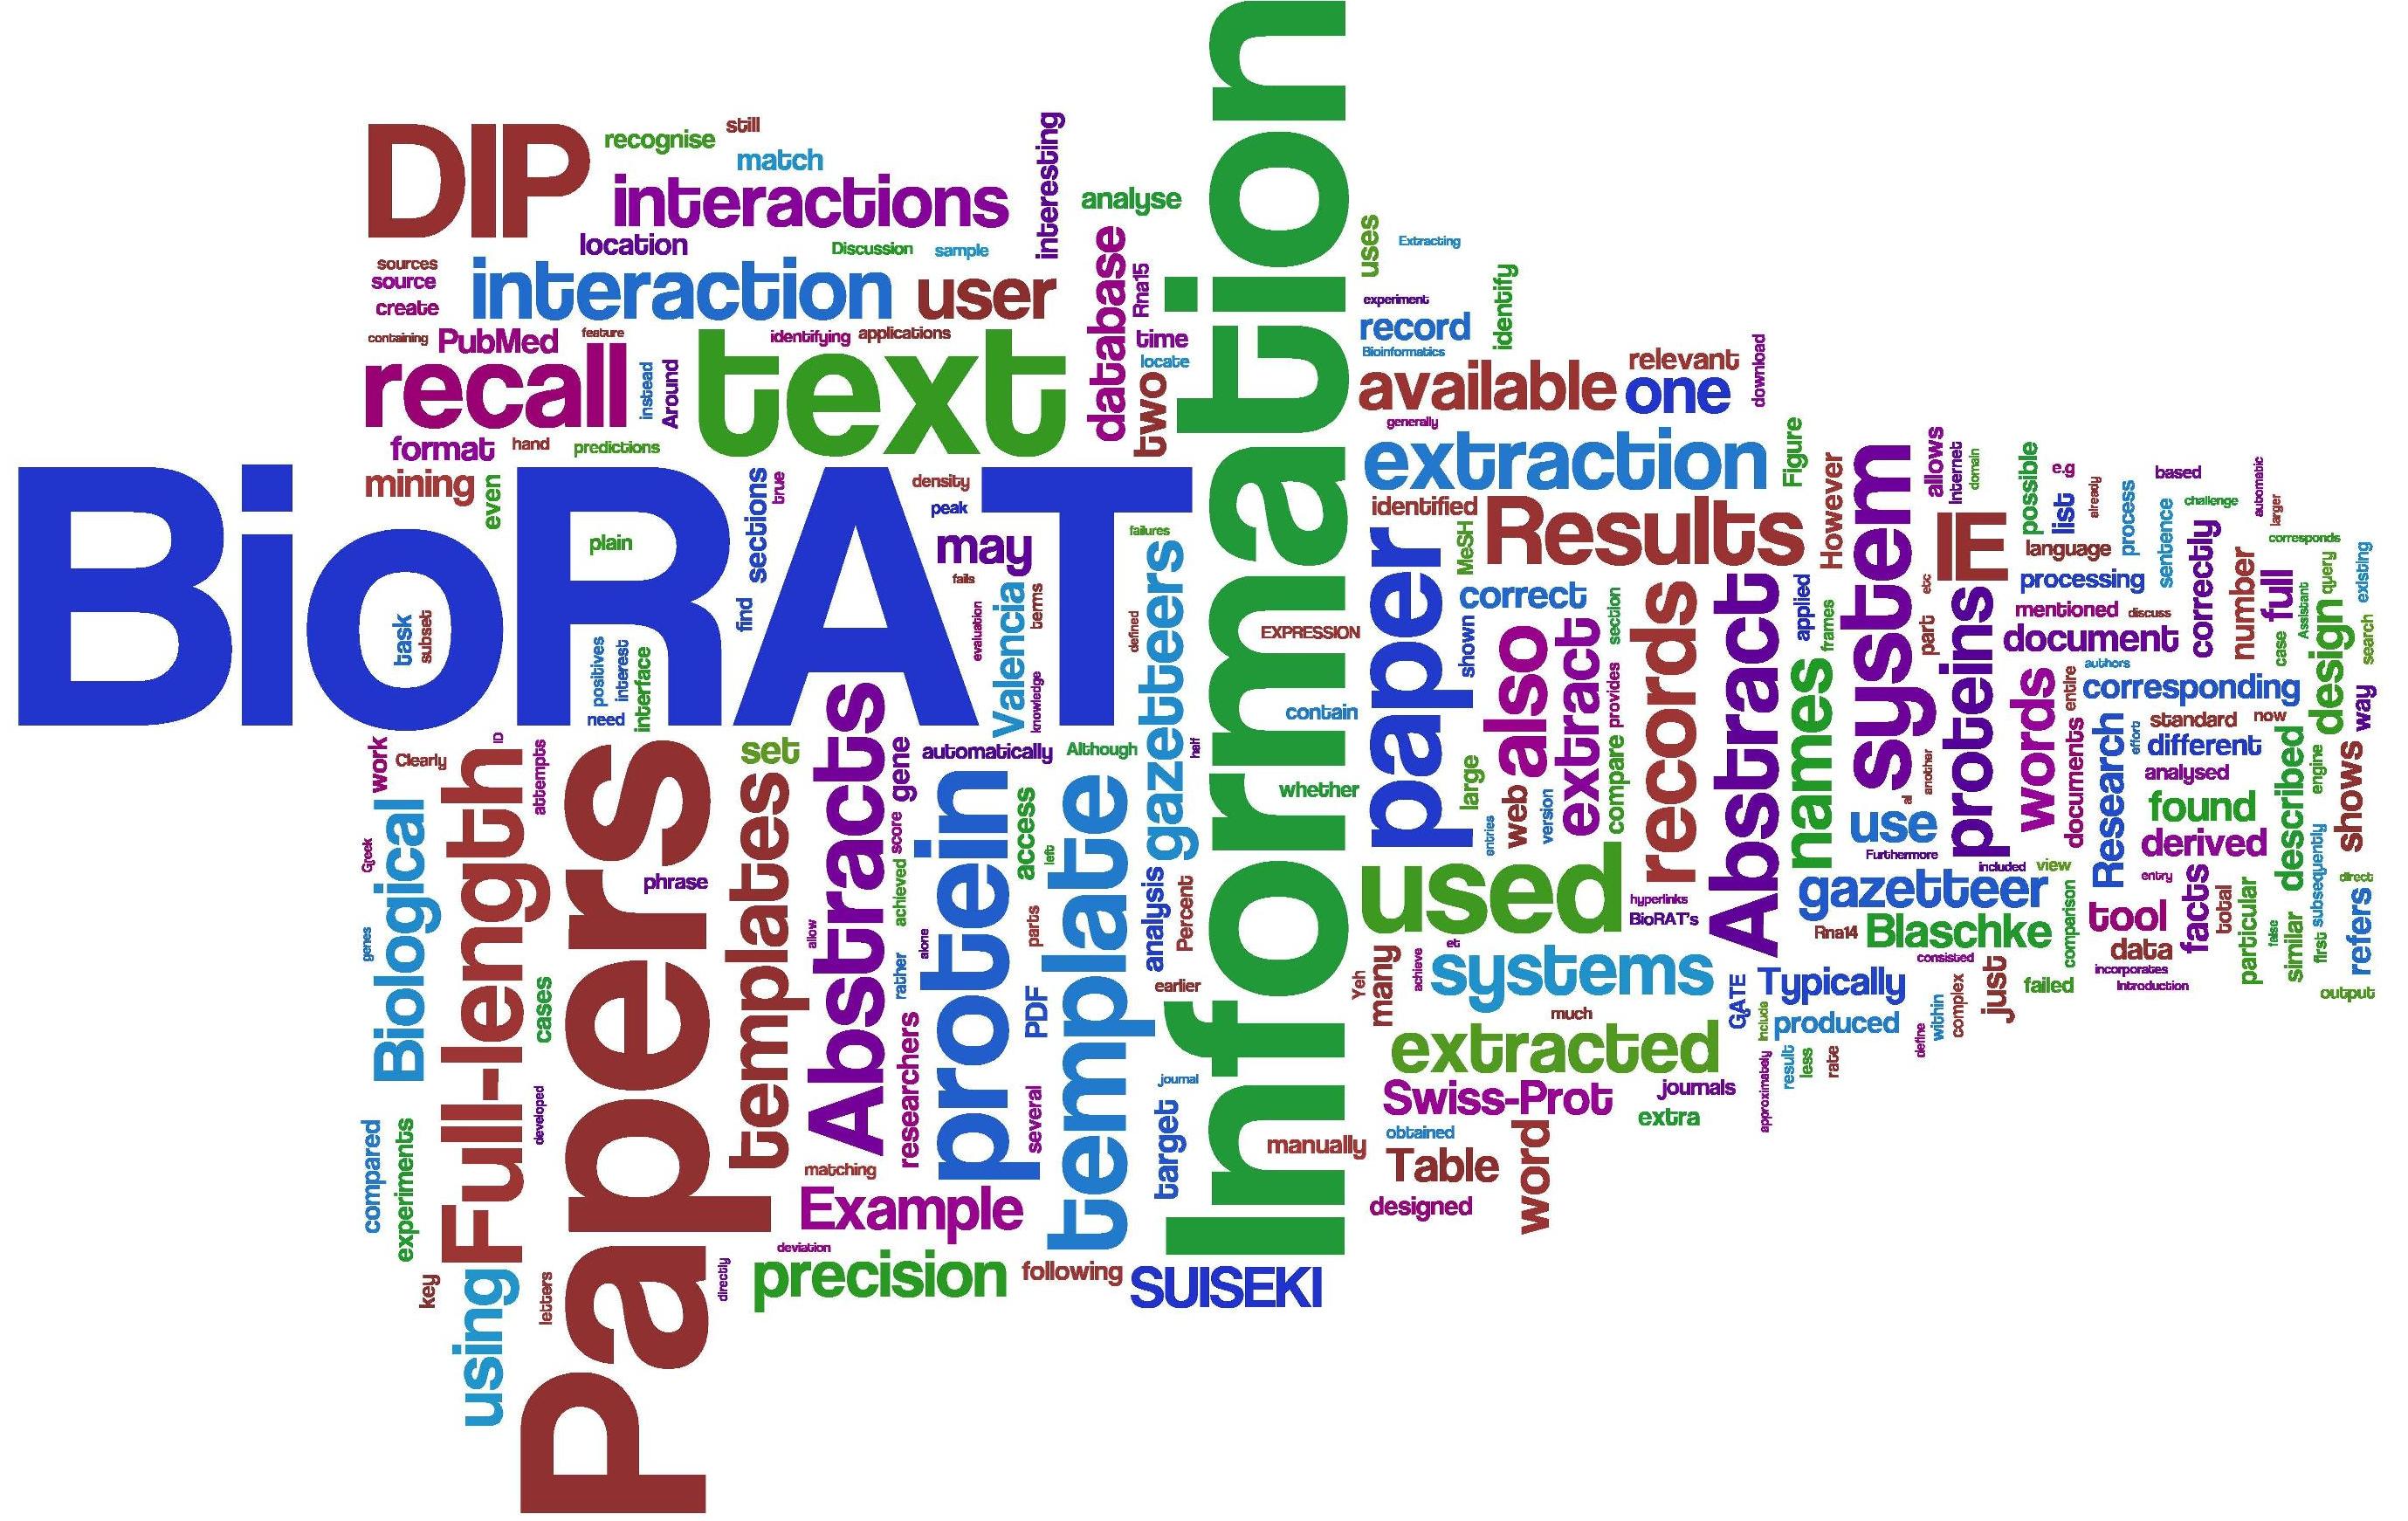 DIP
recognise
still
match
interactions
interesting
analyse
location
Discussion
sample
sources
source
create
interaction
user
database
Rna15
containing
PubMed
feature
identifying
applications
time
locate
two
recall
instead
Around
text
format
hand
predictions
mining
even
BioRAT
plain
sections
true
density
peak
failures
may
fails
find
task
subset
positives
interest
interface
need
evaluation
Valencia
terms
knowledge
defined
gazetteers
half
Information
EXPRESSION
contain
whether
manually
uses
Extracting
experiment
record
Bioinformatics
identify
available
one
relevant
download
generally
extraction
Figure
identified
Results
However
MeSH
paper
correct
shown
also
extract
section
provides
compare
records
Abstract
applied
frames
names
system
etc
part
another
al
allows
Internet
domain
IE
proteins
possible
e.g
list
already
language
process
based
sentence
challenge
automatic
larger
corresponds
processing
correctly
number
full
Assistant
query
existing
mentioned
discuss
document
case
design
search
authors
words
entire
corresponding
way
documents
Research
effort
standard
now
different
described
engine
shows
analysed
found
derived
use
Furthermore
included
view
entry
facts
total
particular
similar
false
first
subsequently
direct
refers
output
gazetteer
comparison
tool
data
incorporates
Introduction
Rna14
Blaschke
consisted
failed
just
complex
within
define
large
entries
web
version
used
hyperlinks
BioRAT's
Yeh
many
achieve
et
systems
GATE
Typically
Include
produced
much
extracted
approximately
result
less
rate
Swiss-Prot
journals
extra
obtained
Table
word
designed
work
Clearly
ID
attempts
Greek
Biological
genes
Full-length
cases
developed
compared
experiments
key
using
letters
Papers
phrase
directly
set
templates
allow
Abstracts
gene
score
achieved
rather
alone
researchers
matching
automatically
Although
protein
access
left
parts
PDF
several
template
analysis
Percent
earlier
journal
target
Example
deviation
precision
following
SUISEKI